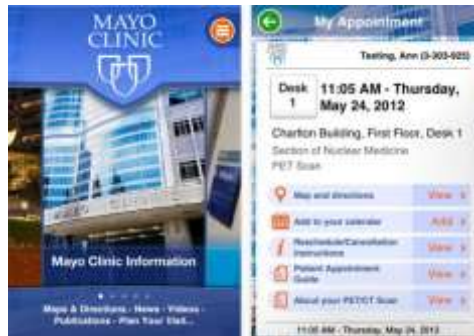 MAYO
CLINIC
Mayo Clinic Information
Maps & Directions - News - Videos -
Publications - Plan Your Visit...
My Appointment
Testing, Ann
Desk
1
11:05 AM - Thursday,
May 24, 2012
Charlton Building, First Floor, Desk 1
Section of Nuclear Medicine
PET Scan
Map and directions
View
Add to your calendar
Add
Reschedule/Cancellation
Instructions
View
Patient Appointment
Guide
View
About your PET/CT Scan
View
11:05 AM - Thursday, May 24, 2012